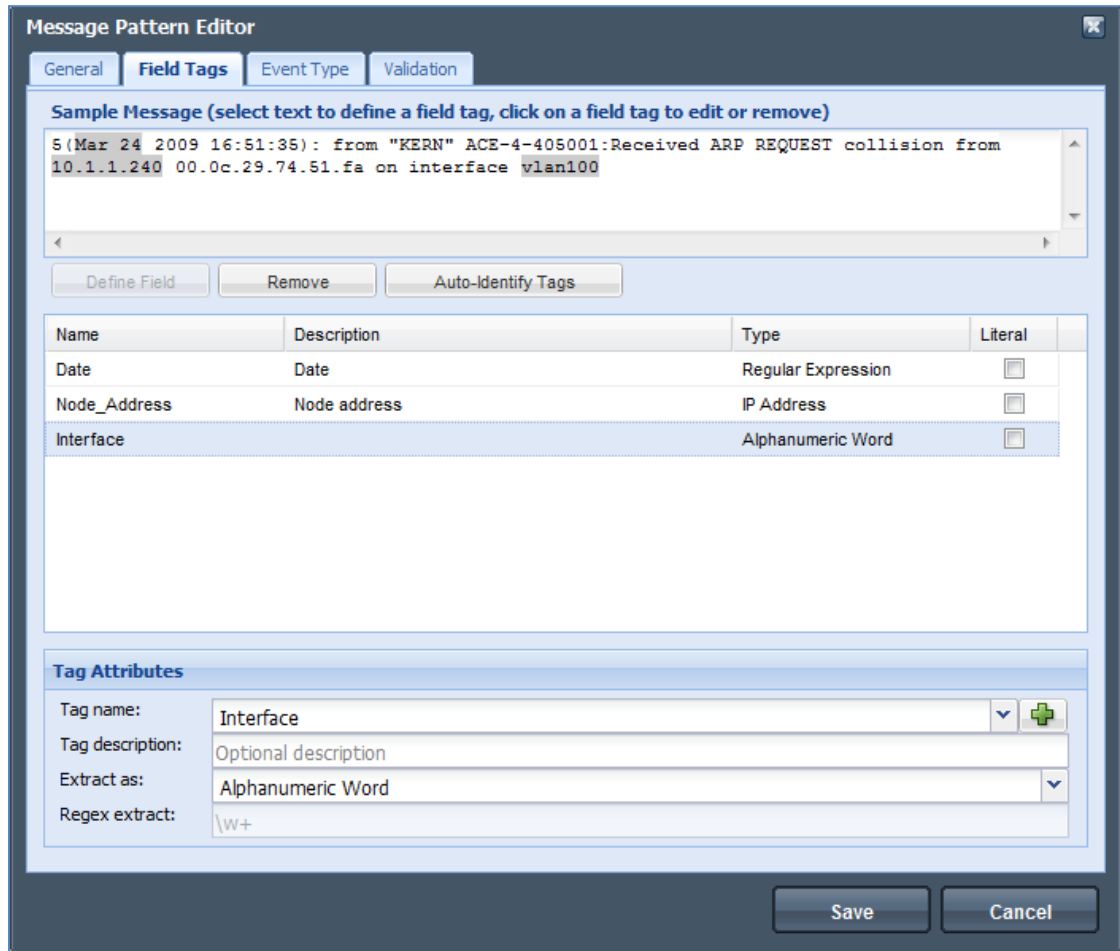 Message Pattern Editor
General Field Tags Event Type Validation
Sample Message (select text to define a field tag, click on a field tag to edit or remove)
5(Mar 24 2009 16:51:35): from "KERN" ACE-4-405001:Received ARP REQUEST collision from
10.1.1.240 00.0c.29.74.51.fa on interface vlan100
Define Field Remove Auto-Identify Tags
Name Description Type Literal
Date Date Regular Expression
Node_Address Node address IP Address
Interface Alphanumeric Word
Tag Attributes
Tag name: Interface
Tag description: Optional description
Extract as: Alphanumeric Word
Regex extract: \w+
Save Cancel